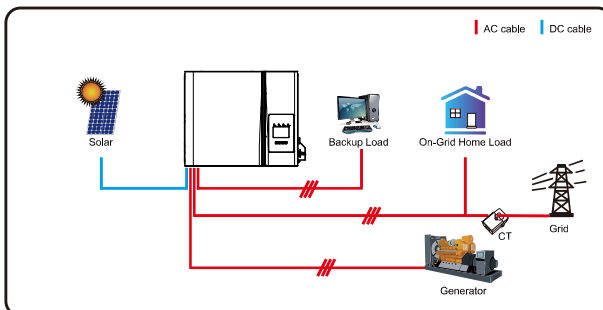 AC cable
DC cable
Solar
Backup Load
On-Grid Home Load
CT
Grid
Generator